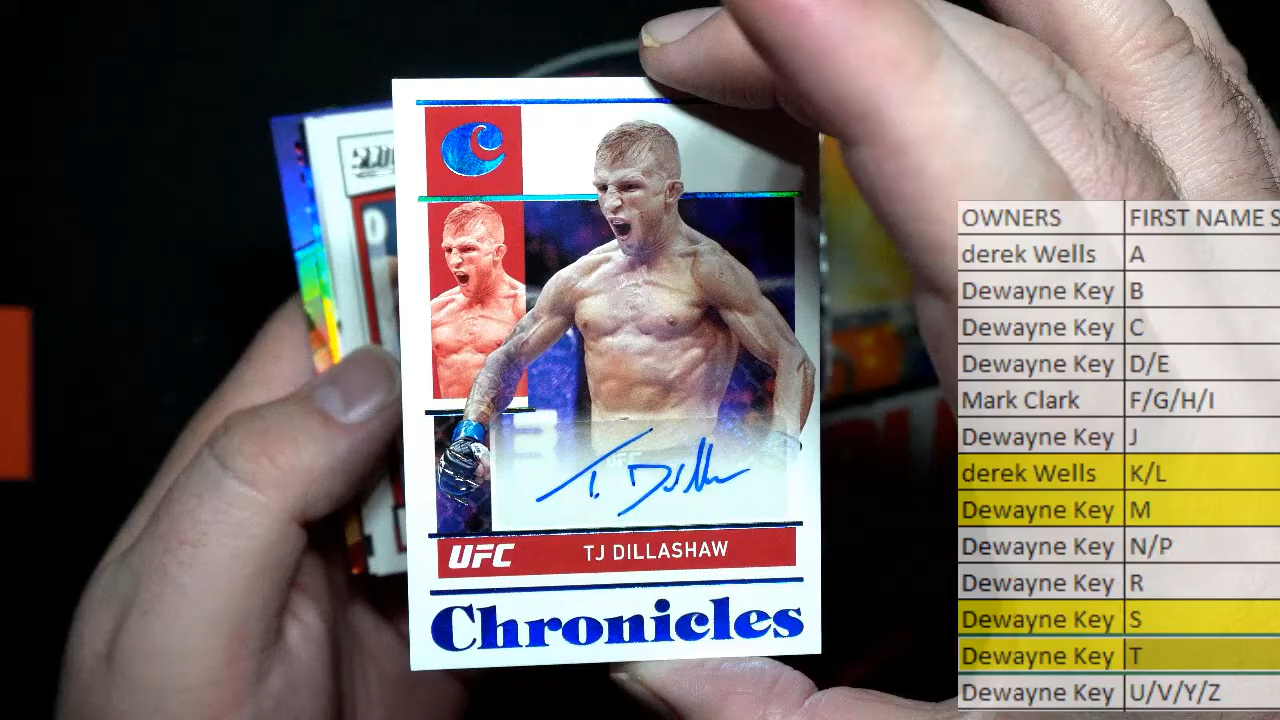 C
T. Dillashaw
UFC
TJ DILLASHAW
Chronicles
OWNERS FIRST NAME S
derek Wells A
Dewayne Key B
Dewayne Key C
Dewayne Key D/E
Mark Clark F/G/H/I
Dewayne Key J
derek Wells K/L
Dewayne Key M
Dewayne Key N/P
Dewayne Key R
Dewayne Key S
Dewayne Key T
Dewayne Key U/V/Y/Z